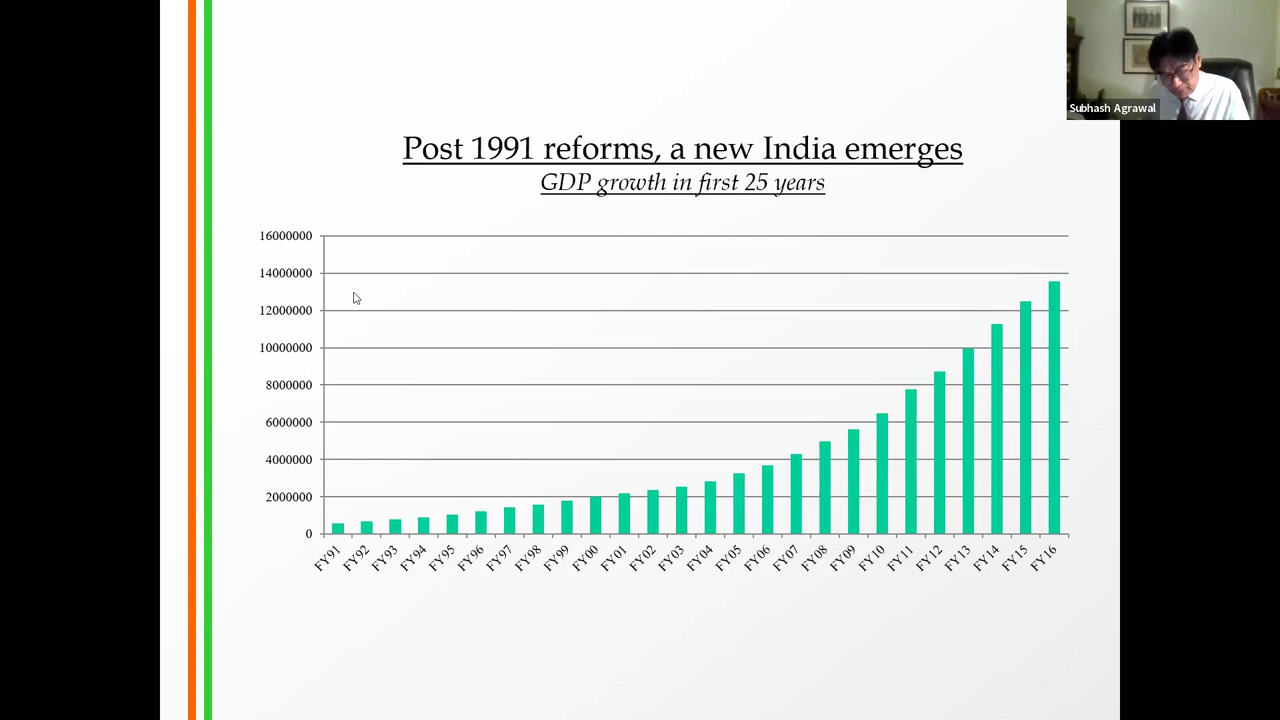 Subhash Agrawal
Post 1991 reforms, a new India emerges
GDP growth in first 25 years
16000000
14000000
12000000
10000000
8000000
6000000
4000000
2000000
0
FY91 FY92 FY93 FY94 FY95 FY96 FY97 FY98 FY99 FY00 FY01 FY02 FY03 FY04 FY05 FY06 FY07 FY08 FY09 FY10 FY11 FY12 FY13 FY14 FY15 FY16